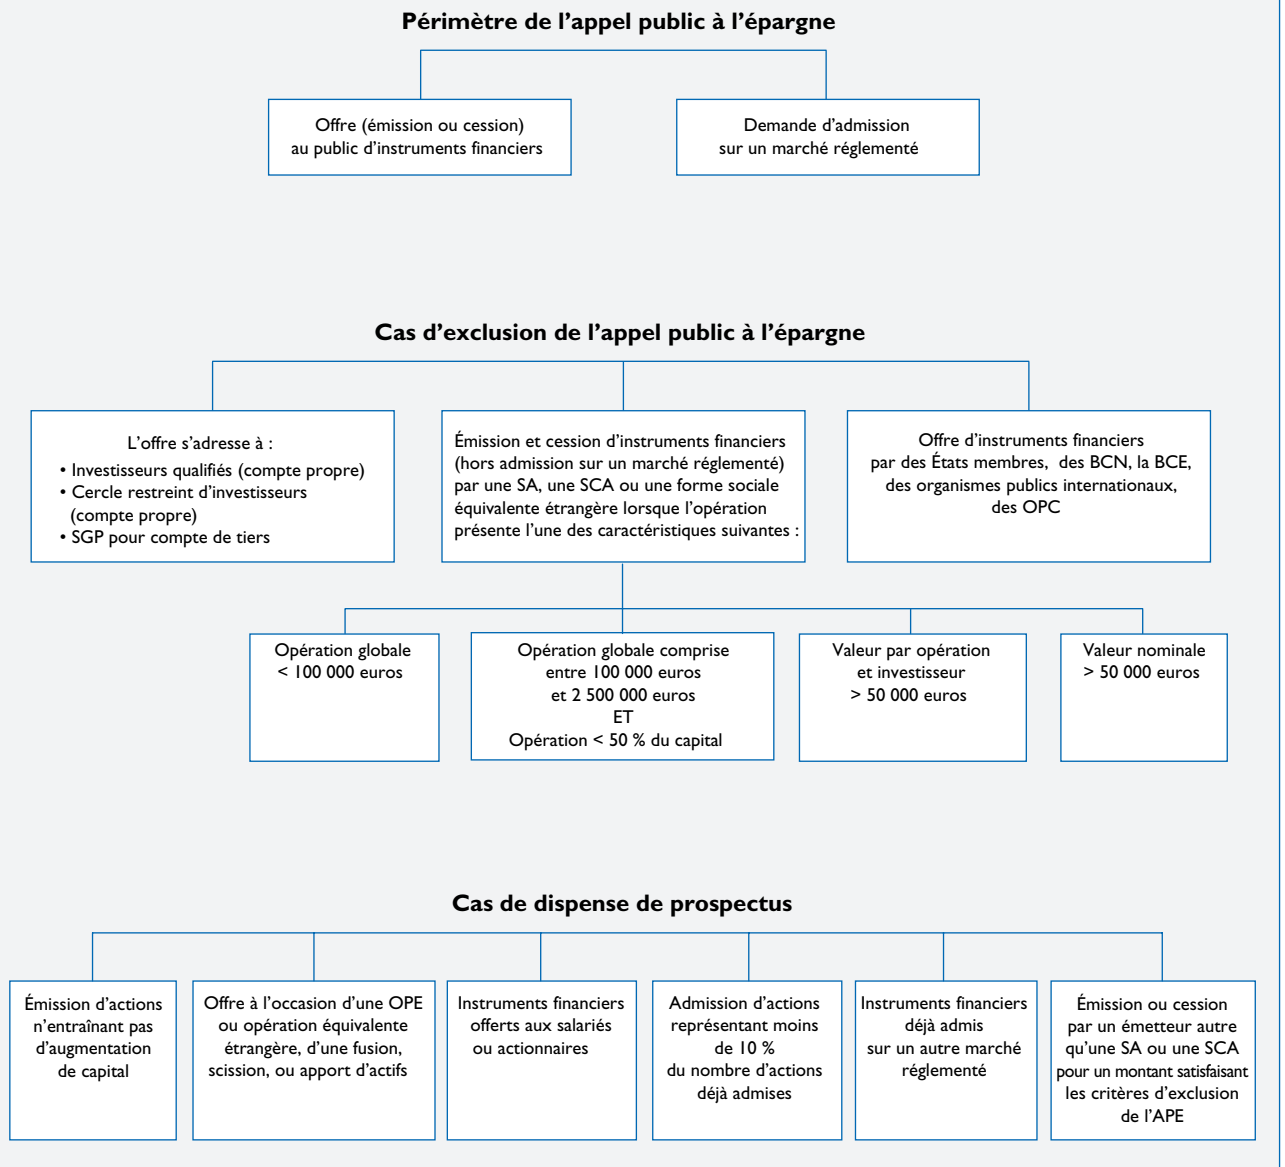 Périmètre de l’appel public à l’épargne
Offre (émission ou cession)
au public d’instruments financiers
Demande d’admission
sur un marché réglementé
Cas d’exclusion de l’appel public à l’épargne
L’offre s’adresse à :
• Investisseurs qualifiés (compte propre)
• Cercle restreint d’investisseurs
(compte propre)
• SGP pour compte de tiers
Émission et cession d’instruments financiers
(hors admission sur un marché réglementé)
par une SA, une SCA ou une forme sociale
équivalente étrangère lorsque l’opération
présente l’une des caractéristiques suivantes :
Offre d’instruments financiers
par des États membres, des BCN, la BCE,
des organismes publics internationaux,
des OPC
Opération globale
< 100 000 euros
Opération globale comprise
entre 100 000 euros
et 2 500 000 euros
ET
Opération < 50 % du capital
Valeur par opération
et investisseur
> 50 000 euros
Valeur nominale
> 50 000 euros
Cas de dispense de prospectus
Émission d’actions
n’entraînant pas
d’augmentation
de capital
Offre à l’occasion d’une OPE
ou opération équivalente
étrangère, d’une fusion,
scission, ou apport d’actifs
Instruments financiers
offerts aux salariés
ou actionnaires
Admission d’actions
représentant moins
de 10 %
du nombre d’actions
déjà admises
Instruments financiers
déjà admis
sur un autre marché
réglementé
Émission ou cession
par un émetteur autre
qu’une SA ou une SCA
pour un montant satisfaisant
les critères d’exclusion
de l’APE